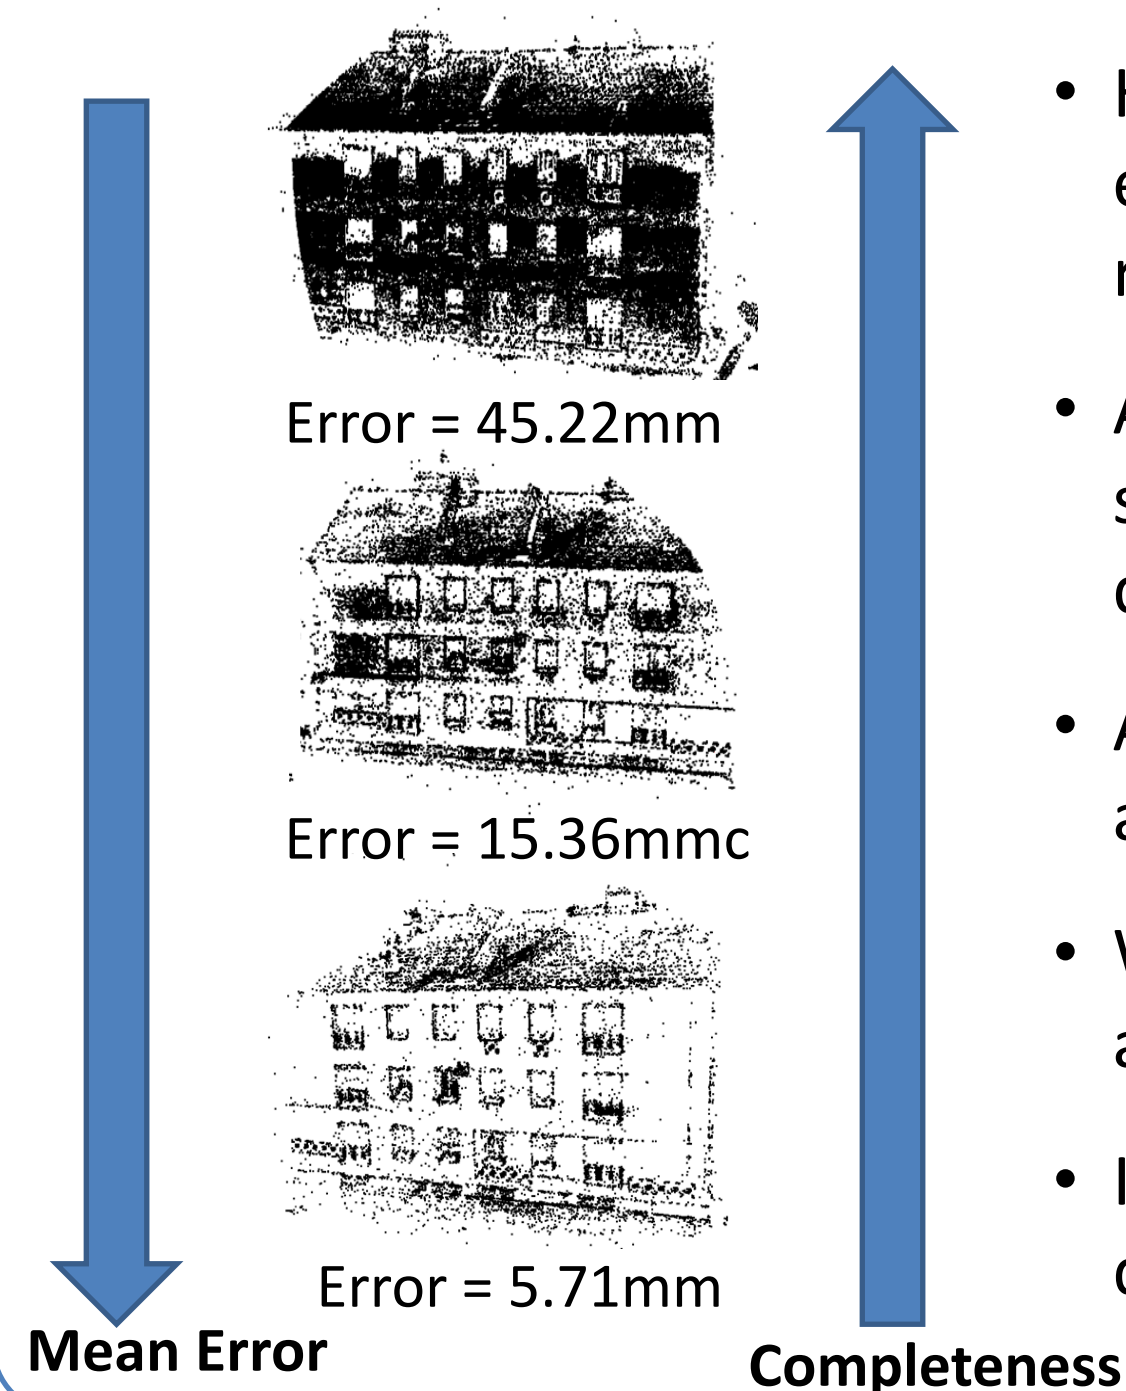 Error = 45.22mm
Error = 15.36mmc
Error = 5.71mm
Mean Error
Completeness